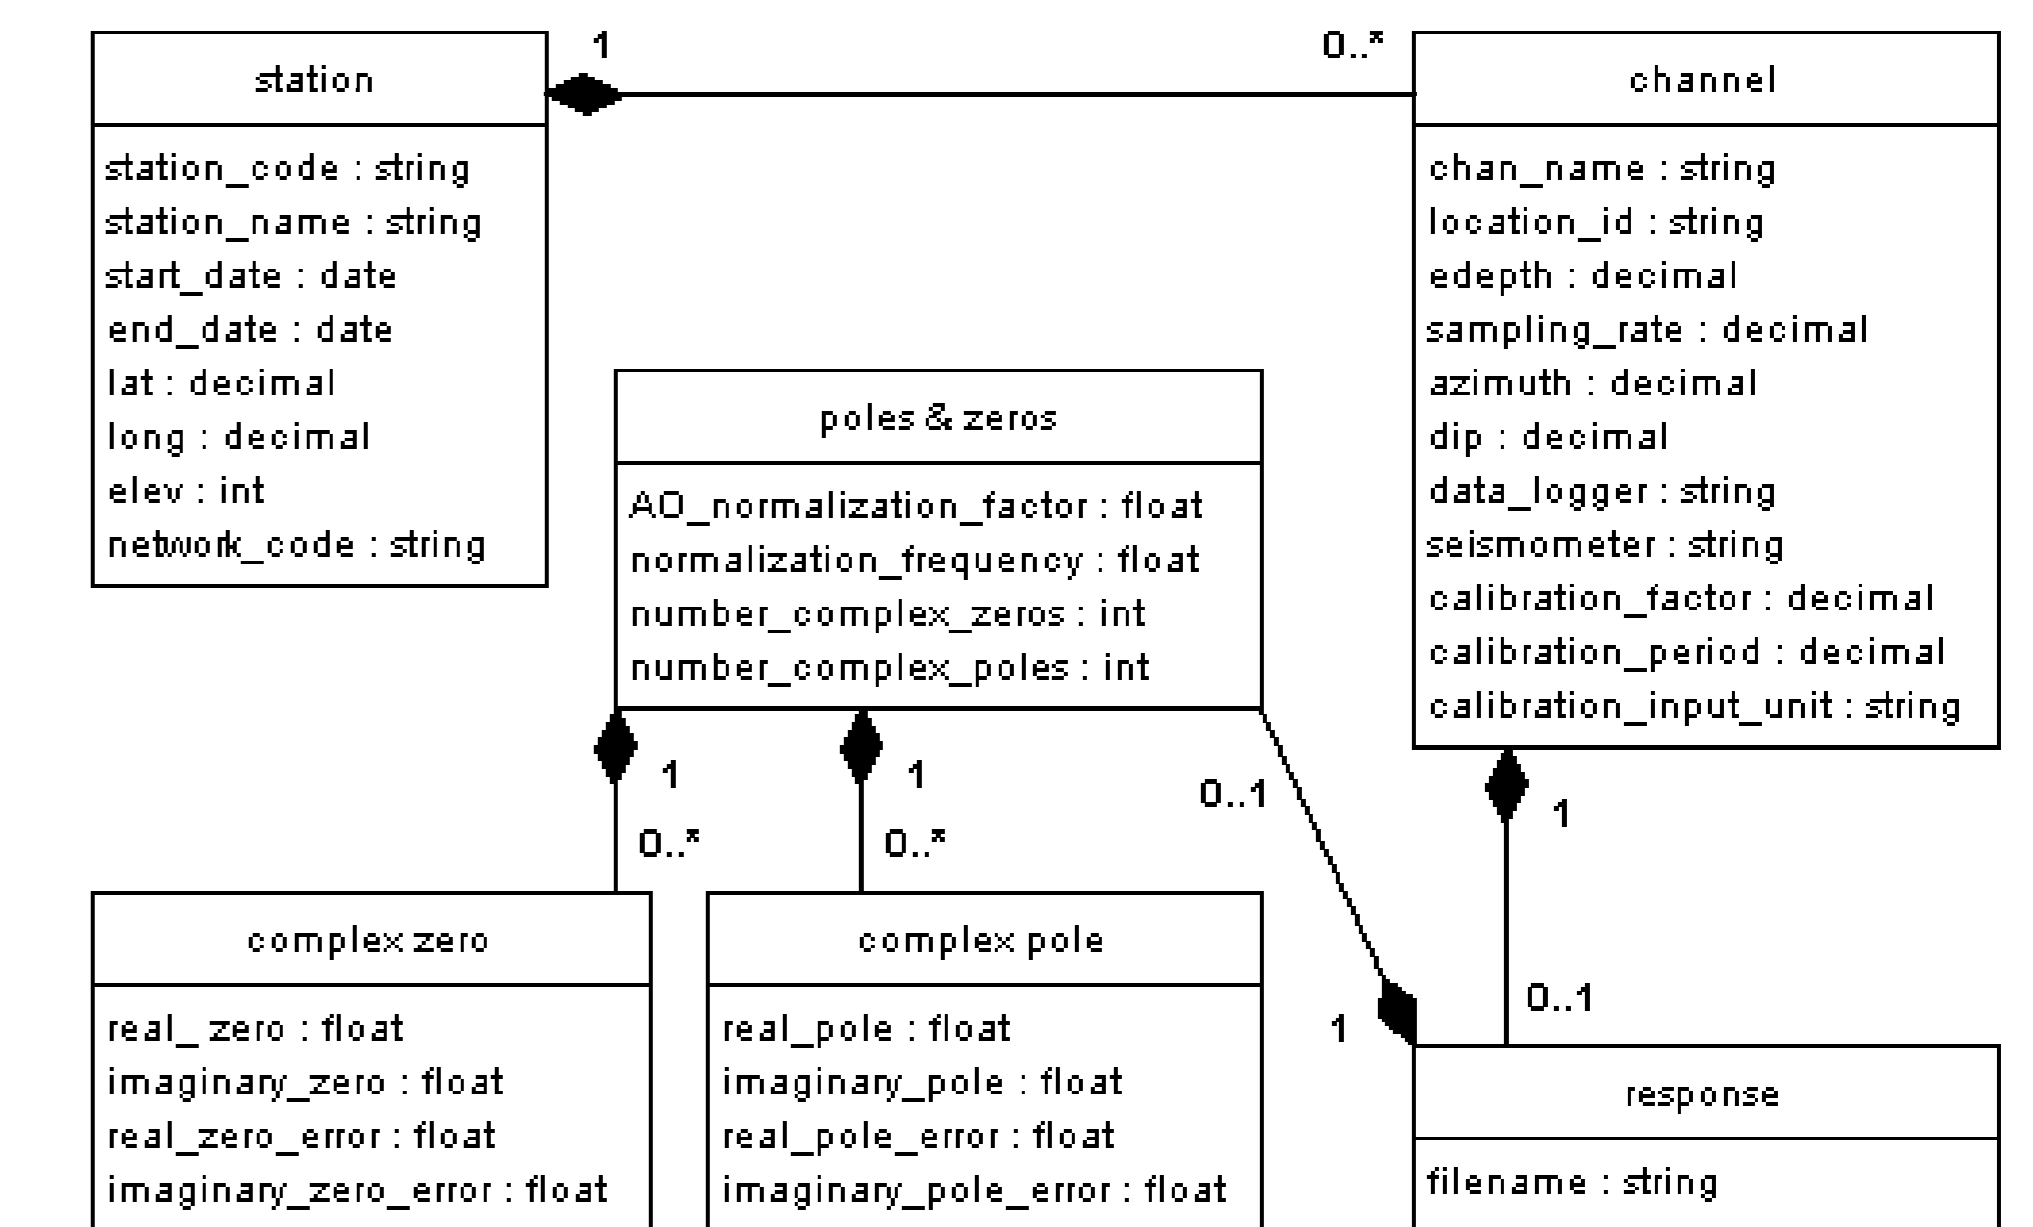 station
1
0..*
channel
station_code : string
station_name : string
start_date : date
end_date : date
lat : decimal
long : decimal
elev : int
network_code : string
chan_name : string
location_id : string
edepth : decimal
sampling_rate : decimal
azimuth : decimal
dip : decimal
data_logger : string
seismometer : string
calibration_factor : decimal
calibration_period : decimal
calibration_input_unit : string
poles & zeros
AO_normalization_factor : float
normalization_frequency : float
number_complex_zeros : int
number_complex_poles : int
1
0..*
1
0..*
0..1
1
1
0..1
complex zero
real_ zero : float
imaginary_zero : float
real_zero_error : float
imaginary_zero_error : float
complex pole
real_pole : float
imaginary_pole : float
real_pole_error : float
imaginary_pole_error : float
response
filename : string